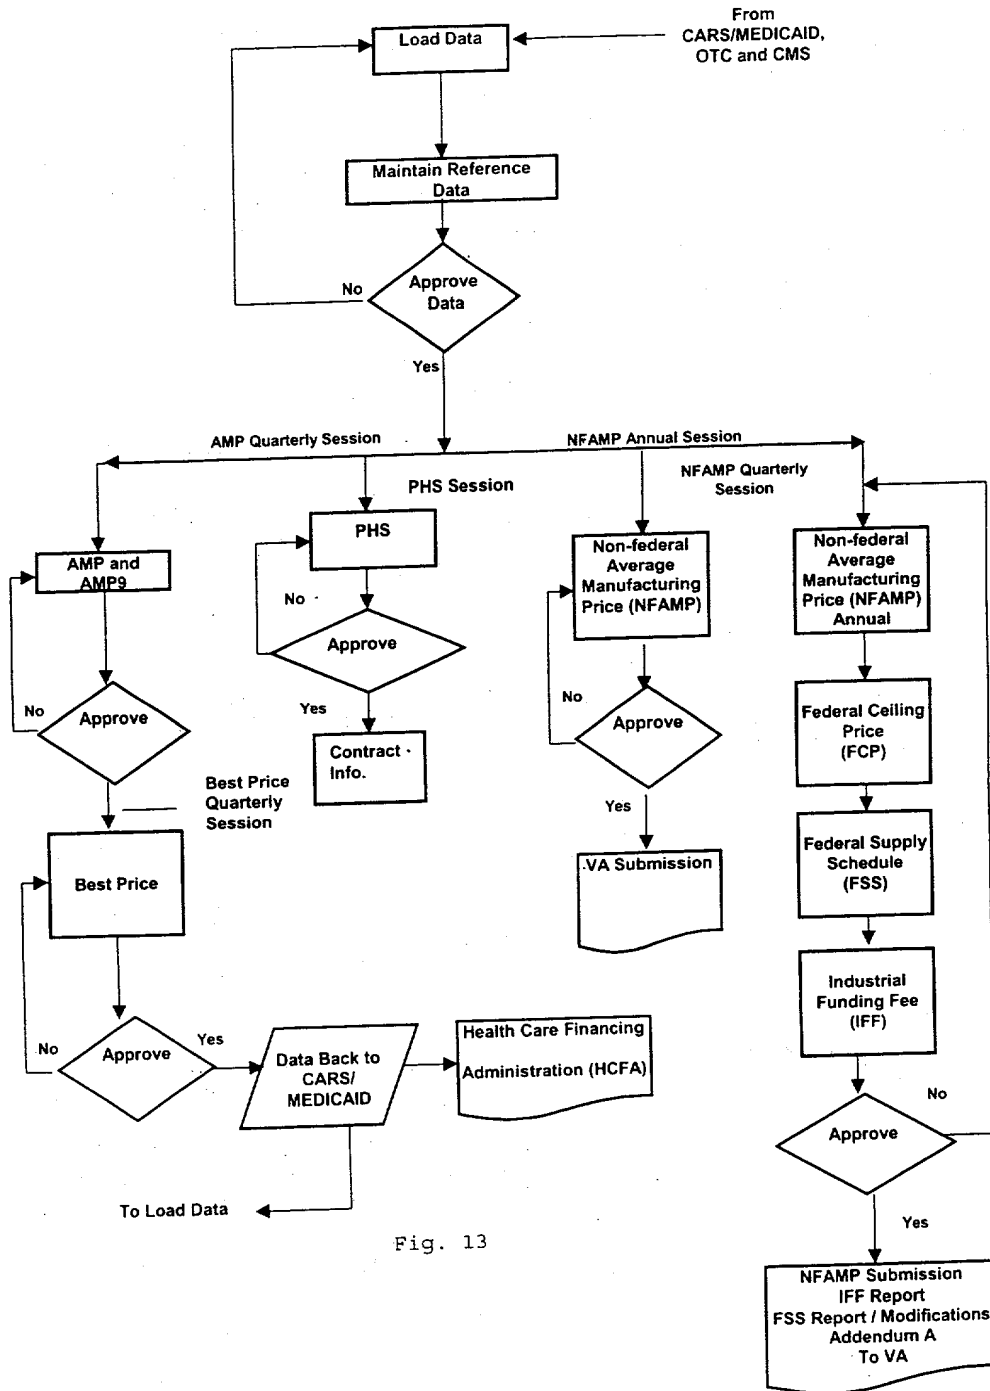 From
CARS/MEDICAID,
OTC and CMS
Load Data
Maintain Reference
Data
Approve
Data
No
Yes
AMP Quarterly Session
NFAMP Annual Session
PHS Session
NFAMP Quarterly
Session
AMP and
AMP9
PHS
Non-federal
Average
Manufacturing
Price (NFAMP)
Non-federal
Average
Manufacturing
Price (NFAMP)
Annual
No
Approve
No
Approve
Yes
Contract
Info.
No
Approve
Yes
VA Submission
Federal Ceiling
Price
(FCP)
Federal Supply
Schedule
(FSS)
Industrial
Funding Fee
(IFF)
Best Price
Quarterly
Session
Best Price
No
Approve
Yes
Data Back to
CARS/
MEDICAID
Health Care Financing
Administration (HCFA)
To Load Data
No
Approve
Yes
NFAMP Submission
IFF Report
FSS Report / Modifications
Addendum A
To VA
Fig. 13